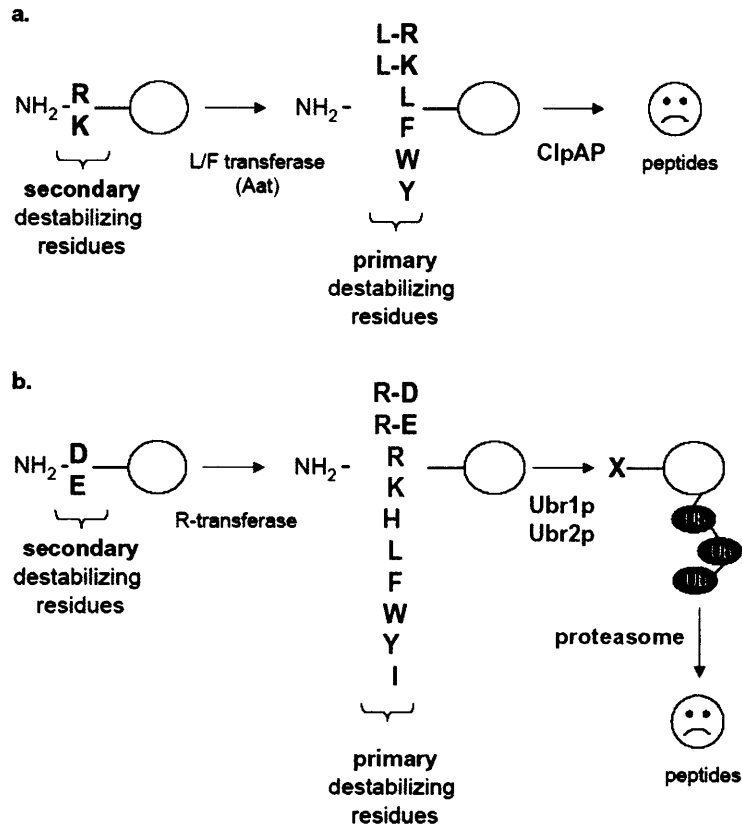 a.
L-R
L-K
NH2 - R
K
NH2 -
L
F
W
Y
L/F transferase
(Aat)
ClpAP
peptides
secondary
destabilizing
residues
primary
destabilizing
residues
b.
R-D
R-E
NH2 - D
E
NH2 -
R
K
H
L
F
W
Y
I
R-transferase
Ubr1p
Ubr2p
X
Ub
Ub
Ub
secondary
destabilizing
residues
proteasome
primary
destabilizing
residues
peptides